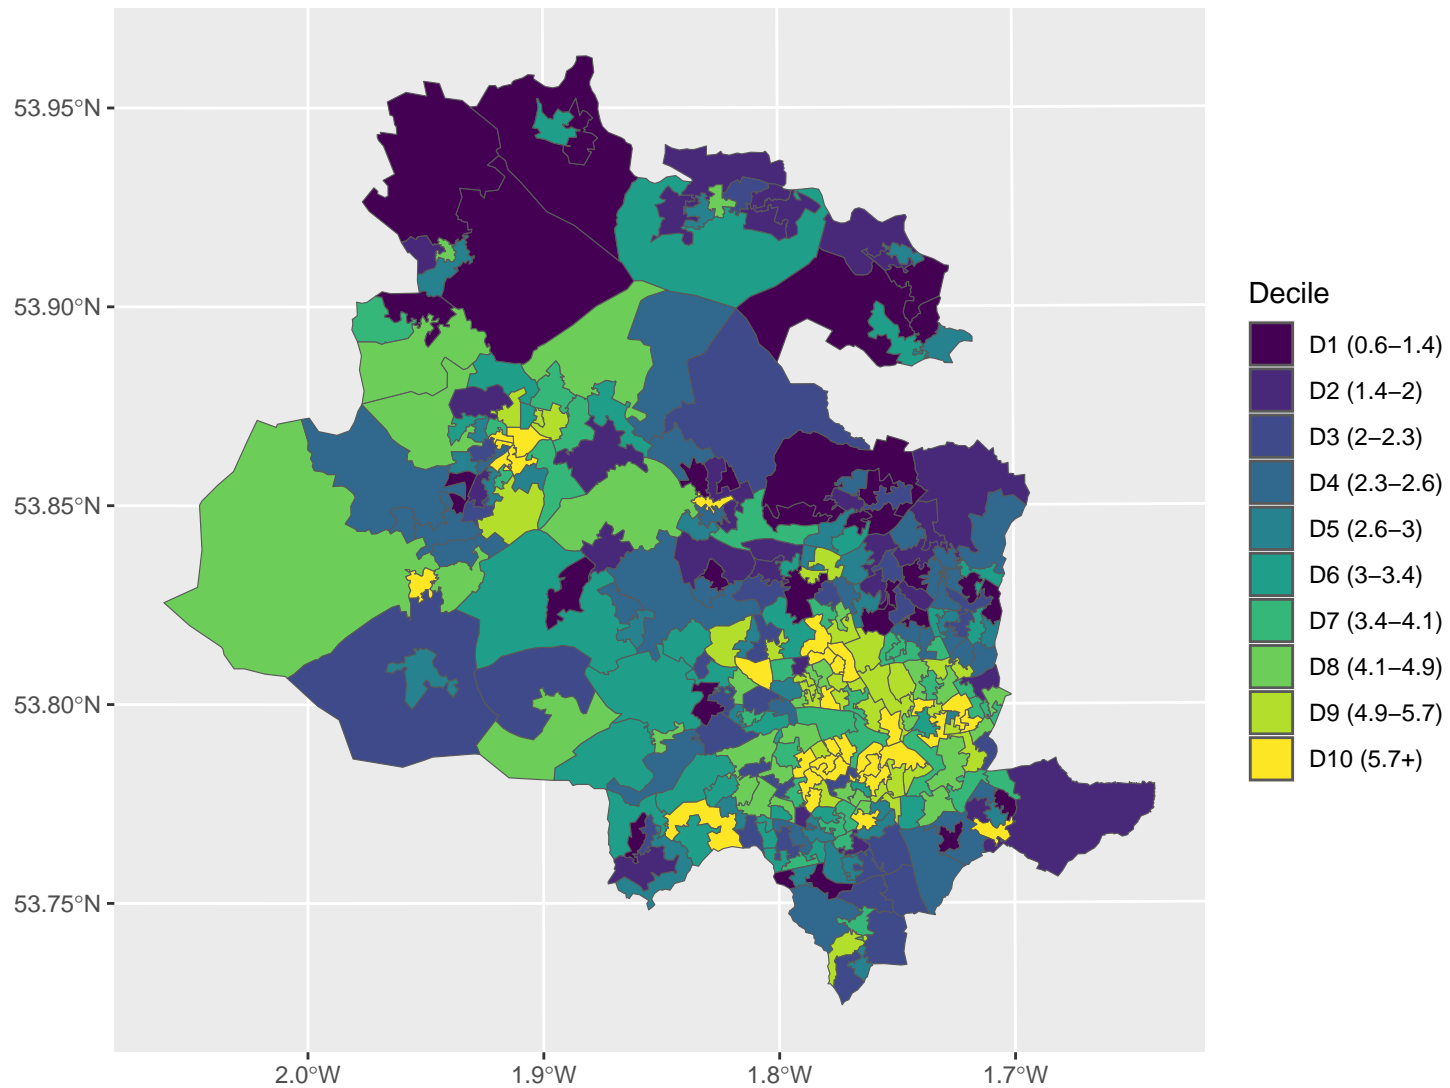 53.95°N
53.90°N
53.85°N
53.80°N
53.75°N
2.0°W
1.9°W
1.8°W
1.7°W
Decile
D1 (0.6–1.4)
D2 (1.4–2)
D3 (2–2.3)
D4 (2.3–2.6)
D5 (2.6–3)
D6 (3–3.4)
D7 (3.4–4.1)
D8 (4.1–4.9)
D9 (4.9–5.7)
D10 (5.7+)